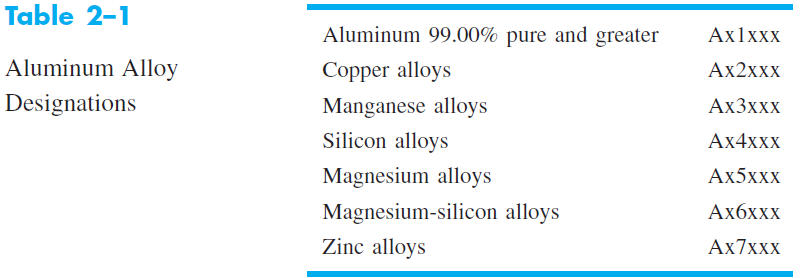 Table 2–1
Aluminum Alloy
Designations
Aluminum 99.00% pure and greater Ax1xxx
Copper alloys Ax2xxx
Manganese alloys Ax3xxx
Silicon alloys Ax4xxx
Magnesium alloys Ax5xxx
Magnesium-silicon alloys Ax6xxx
Zinc alloys Ax7xxx